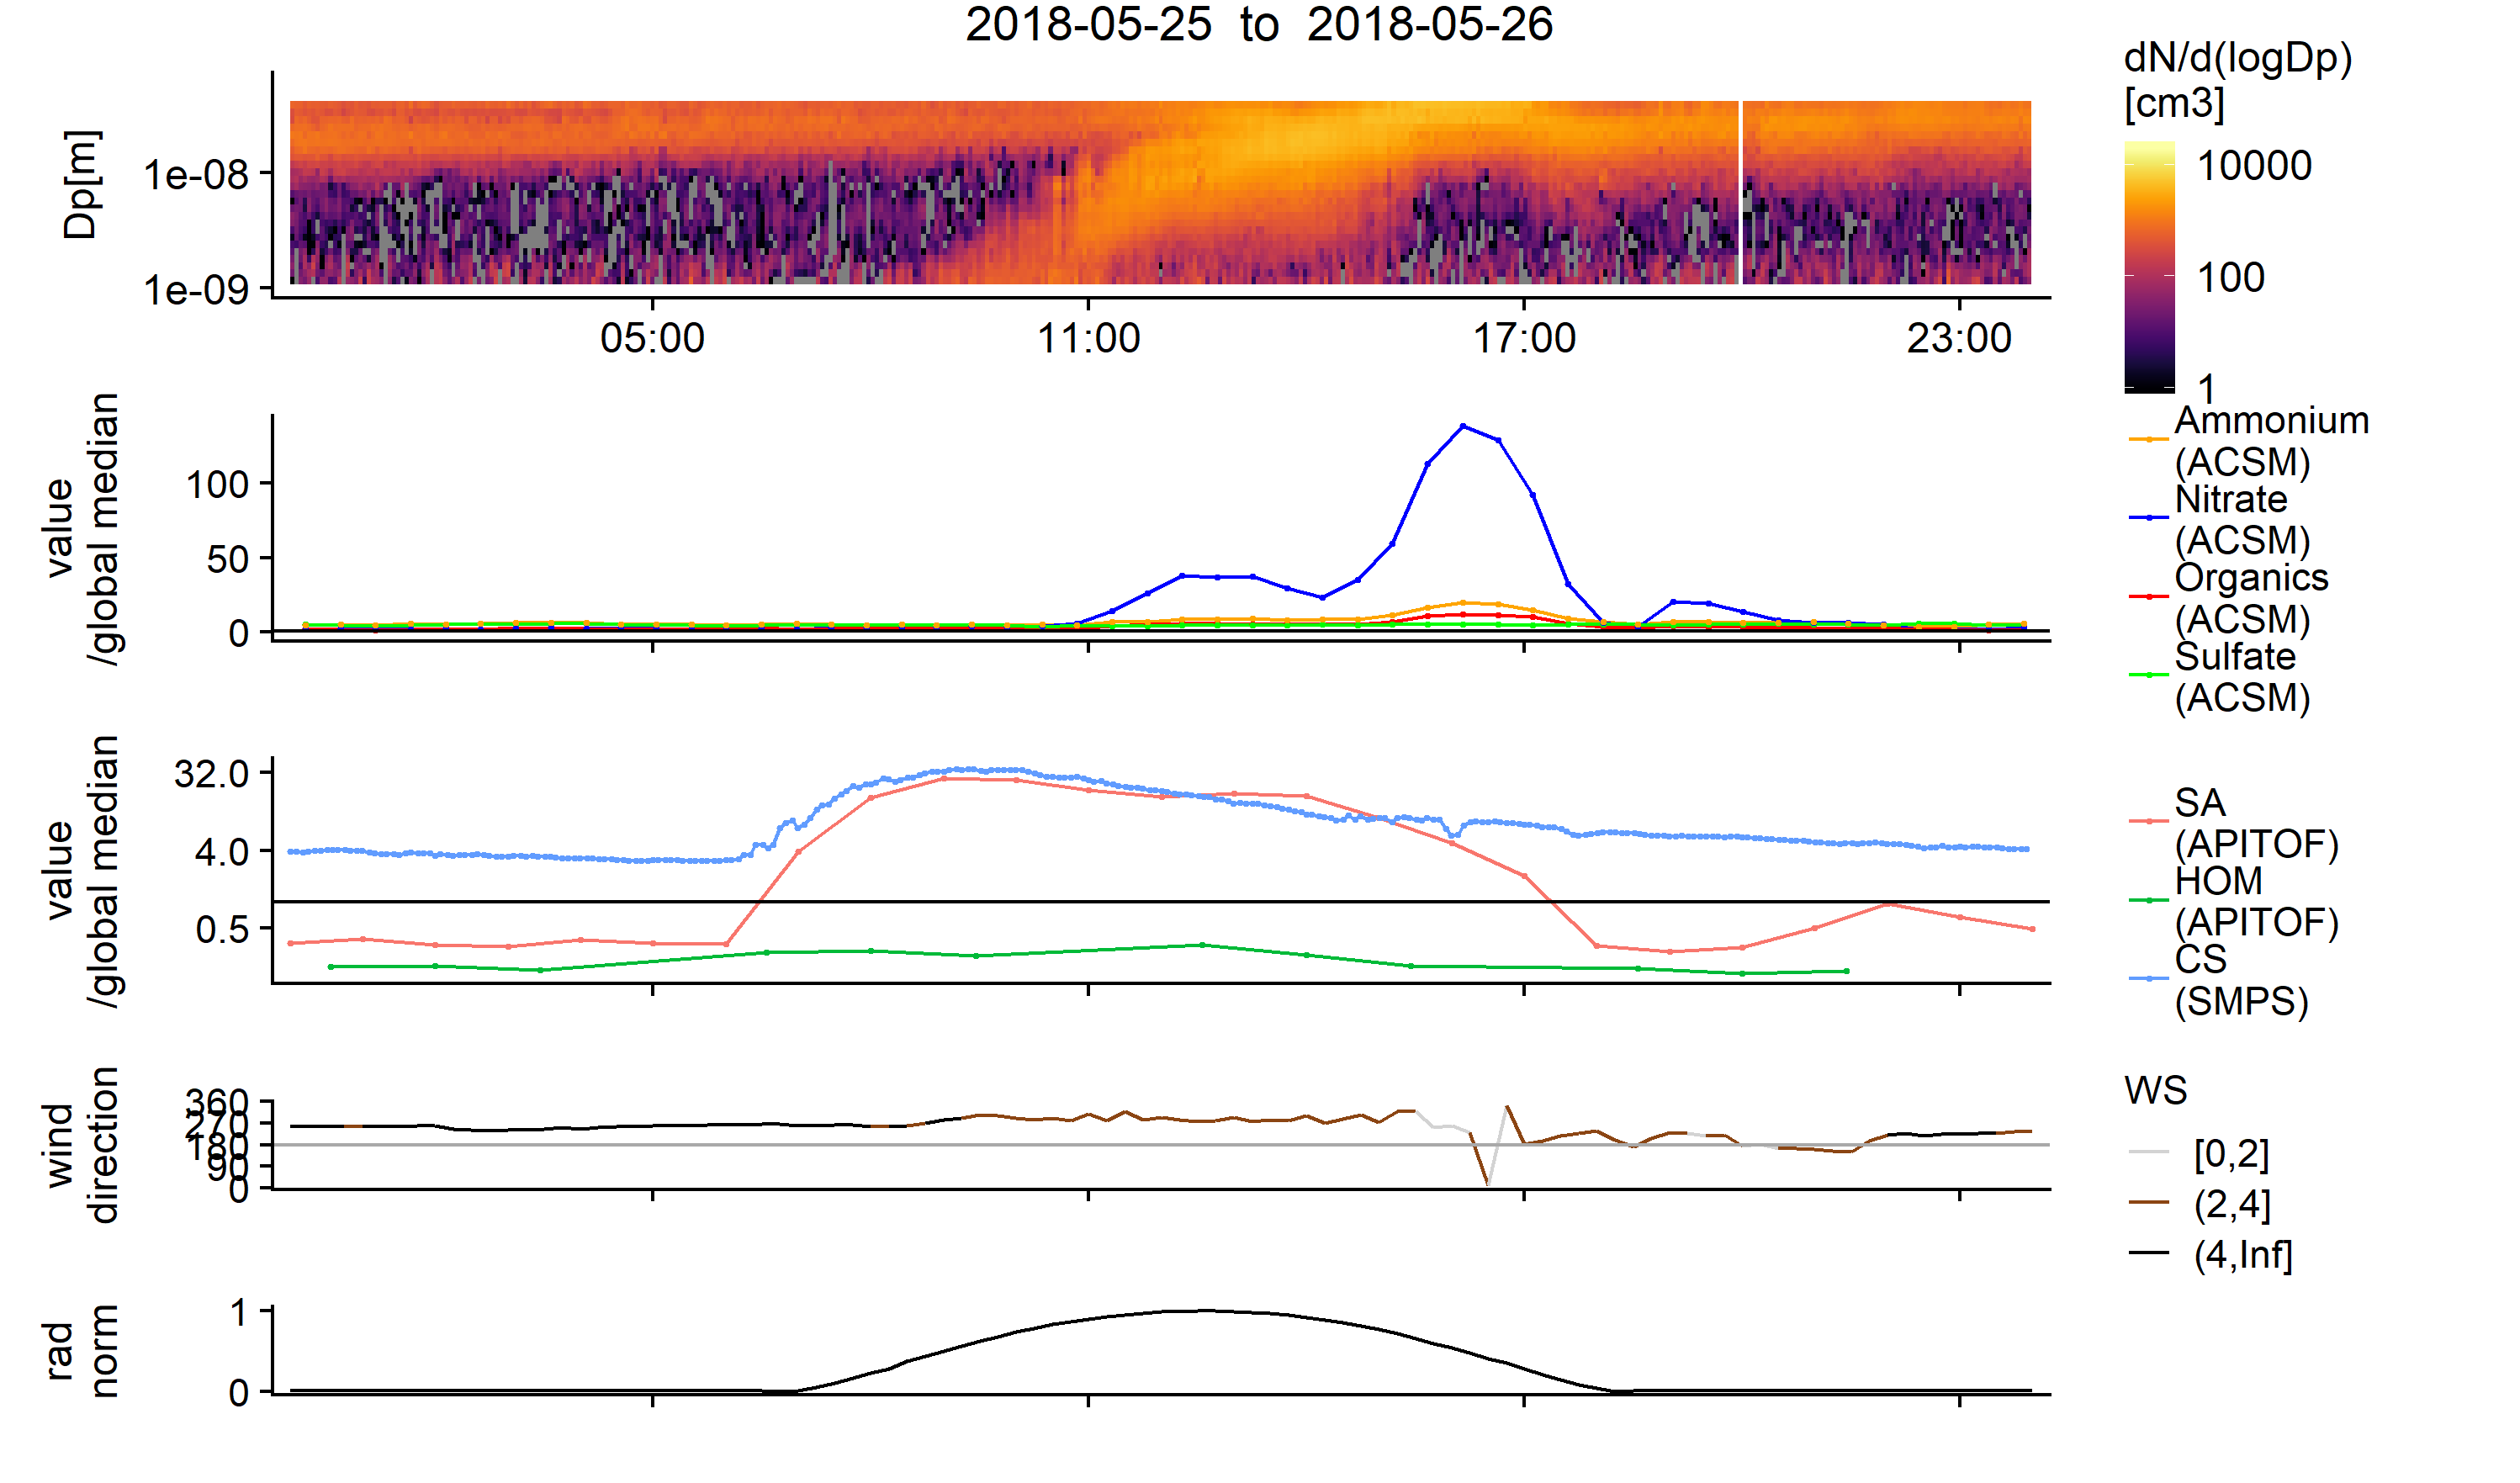 2018-05-25 to 2018-05-26
Dp[m]
1e-08
1e-09
05:00
11:00
17:00
23:00
dN/d(logDp)
[cm3]
10000
100
1
value
/global median
100
50
0
Ammonium
(ACSM)
Nitrate
(ACSM)
Organics
(ACSM)
Sulfate
(ACSM)
value
/global median
32.0
4.0
0.5
SA
(APITOF)
HOM
(APITOF)
CS
(SMPS)
wind
direction
360
270
180
90
0
WS
[0,2]
(2,4]
(4,Inf]
rad
norm
1
0